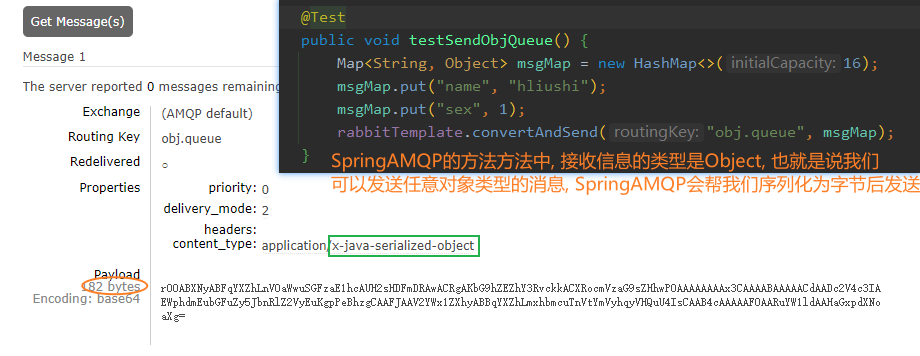 Get Message(s)
Message 1
The server reported 0 messages remaining
Exchange (AMQP default)
Routing Key obj.queue
Redelivered ○
Properties priority: 0
delivery_mode: 2
headers:
content_type: application/x-java-serialized-object
Payload
182 bytes
Encoding: base64
rO0ABXNyABFqYXZhLnV0aWwuSGFzaE1hcAUH2sHDFmDRAwACRgAKbG9hZEZhY3RvckkACXRocmVzaG9sZHhwP0AAAAAAAAx3CAAAABAAAAACdAADc2V4c3IA
EWphdmEubGFuZy5JbnRlZ2VyEuKgpPeBhzgCAAFJAAV2YWx1ZXhyABBqYXZhLmxhbmcuTnVtYmVyhqyVHQuU4IsCAAB4cAAAAAF0AARuYW1ldAAHaGxpdXNo
aXg=
@Test
public void testSendObjQueue() {
Map<String, Object> msgMap = new HashMap<>( initialCapacity: 16);
msgMap.put("name", "hliushi");
msgMap.put("sex", 1);
rabbitTemplate.convertAndSend( routingKey: "obj.queue", msgMap);
}
SpringAMQP的方法方法中, 接收信息的类型是Object, 也就是说我们
可以发送任意对象类型的消息, SpringAMQP会帮我们序列化为字节后发送